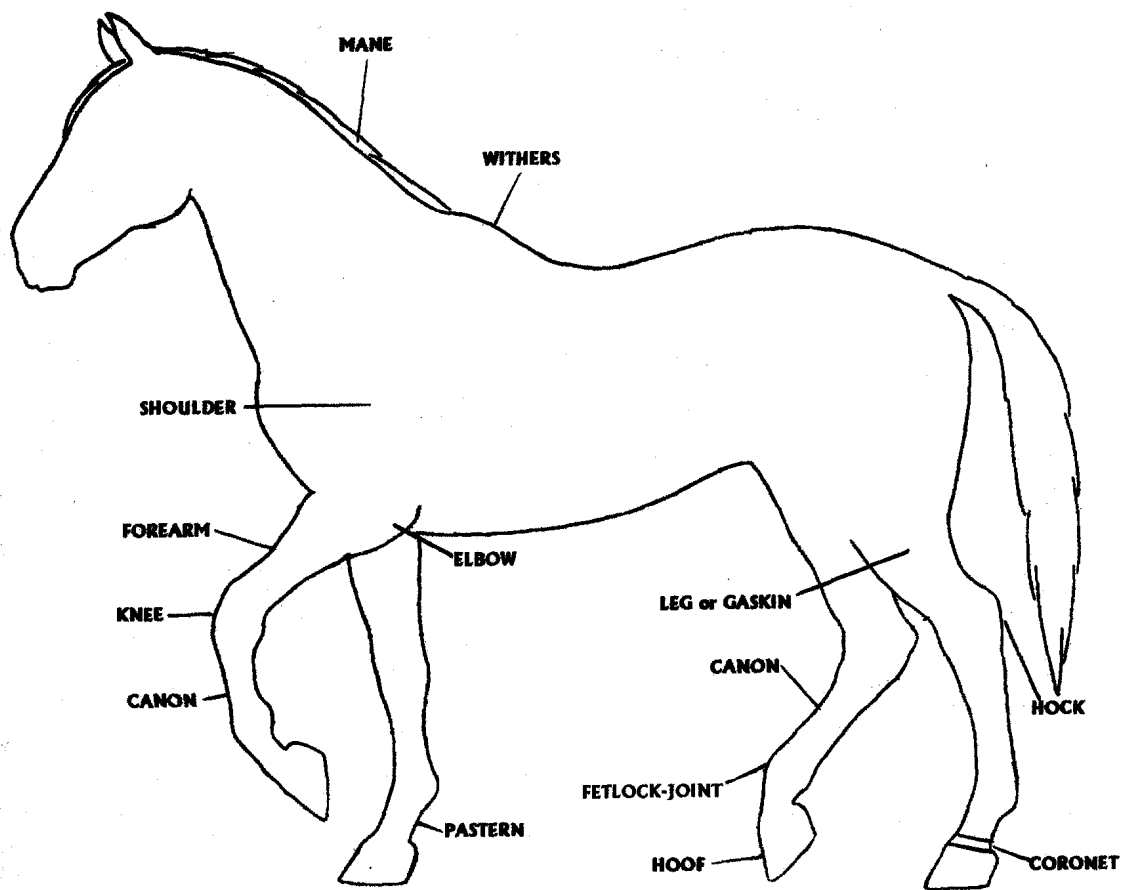 MANE
WITHERS
SHOULDER
FOREARM
ELBOW
KNEE
LEG or GASKIN
CANON
CANON
HOCK
FETLOCK-JOINT
PASTERN
HOOF
CORONET